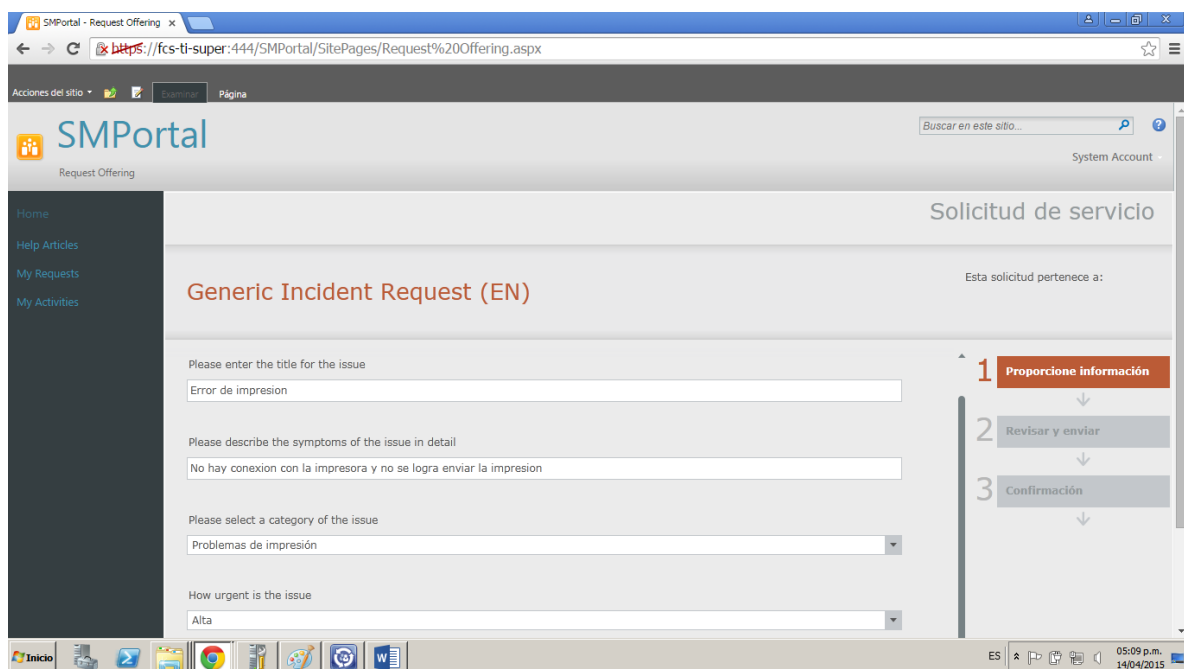 SMPortal - Request Offering
https://fcs-ti-super:444/SMPortal/SitePages/Request%20Offering.aspx
Acciones del sitio
Examinar
Página
SMPortal
Buscar en este sitio...
System Account
Request Offering
Home
Solicitud de servicio
Help Articles
My Requests
My Activities
Generic Incident Request (EN)
Esta solicitud pertenece a:
Please enter the title for the issue
Error de impresion
Please describe the symptoms of the issue in detail
No hay conexion con la impresora y no se logra enviar la impresion
Please select a category of the issue
Problemas de impresión
How urgent is the issue
Alta
1 Proporcione información
2 Revisar y enviar
3 Confirmación
Inicio
ES
05:09 p.m.
14/04/2015